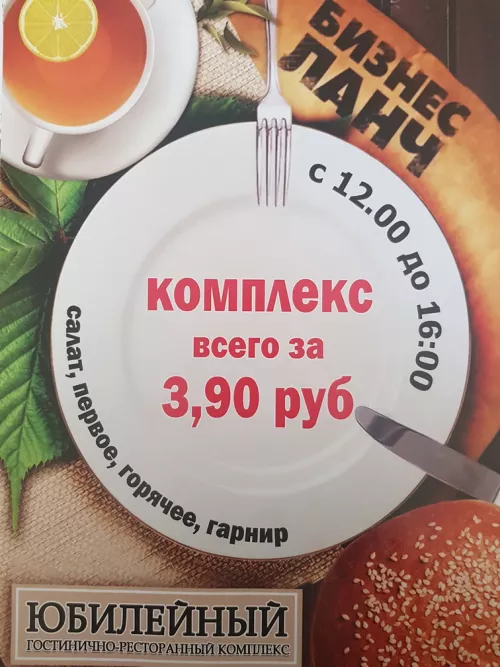 БИЗНЕС
ЛАНЧ
с 12.00 до 16:00
комплекс
всего за
3,90 руб
салат, первое, горячее, гарнир
ЮБИЛЕЙНЫЙ
ГОСТИНИЧНО-РЕСТОРАННЫЙ КОМПЛЕКС